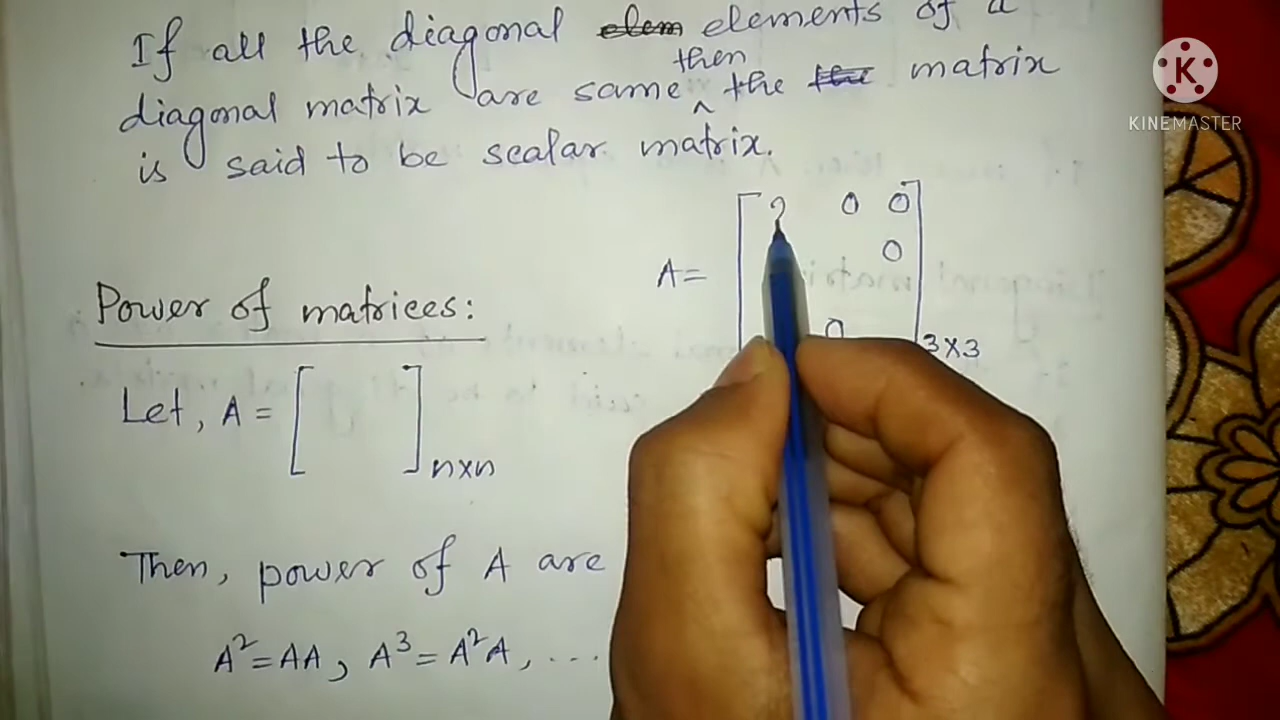 If all the diagonal elem elements of a
then
diagonal matrix are same ^ the the matrix
is said to be scalar matrix.
K
KINEMASTER
0 0
A = 0
0
3×3
Power of matrices:
Let, A = [ ] n×n
Then, power of A are
A² = AA, A³ = A²A, ...